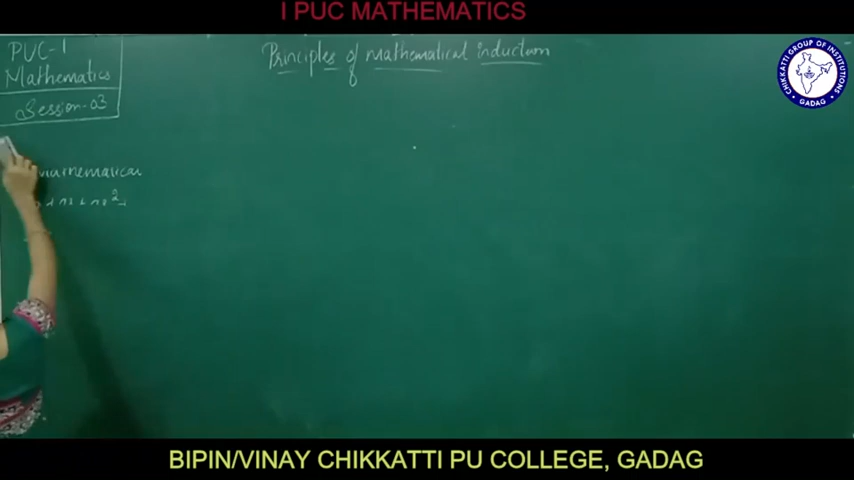 I PUC MATHEMATICS
PUC-1
Mathematics
Session-03
Principles of mathematical induction
CHIKKATTI GROUP OF INSTITUTIONS
GADAG
BIPIN/VINAY CHIKKATTI PU COLLEGE, GADAG